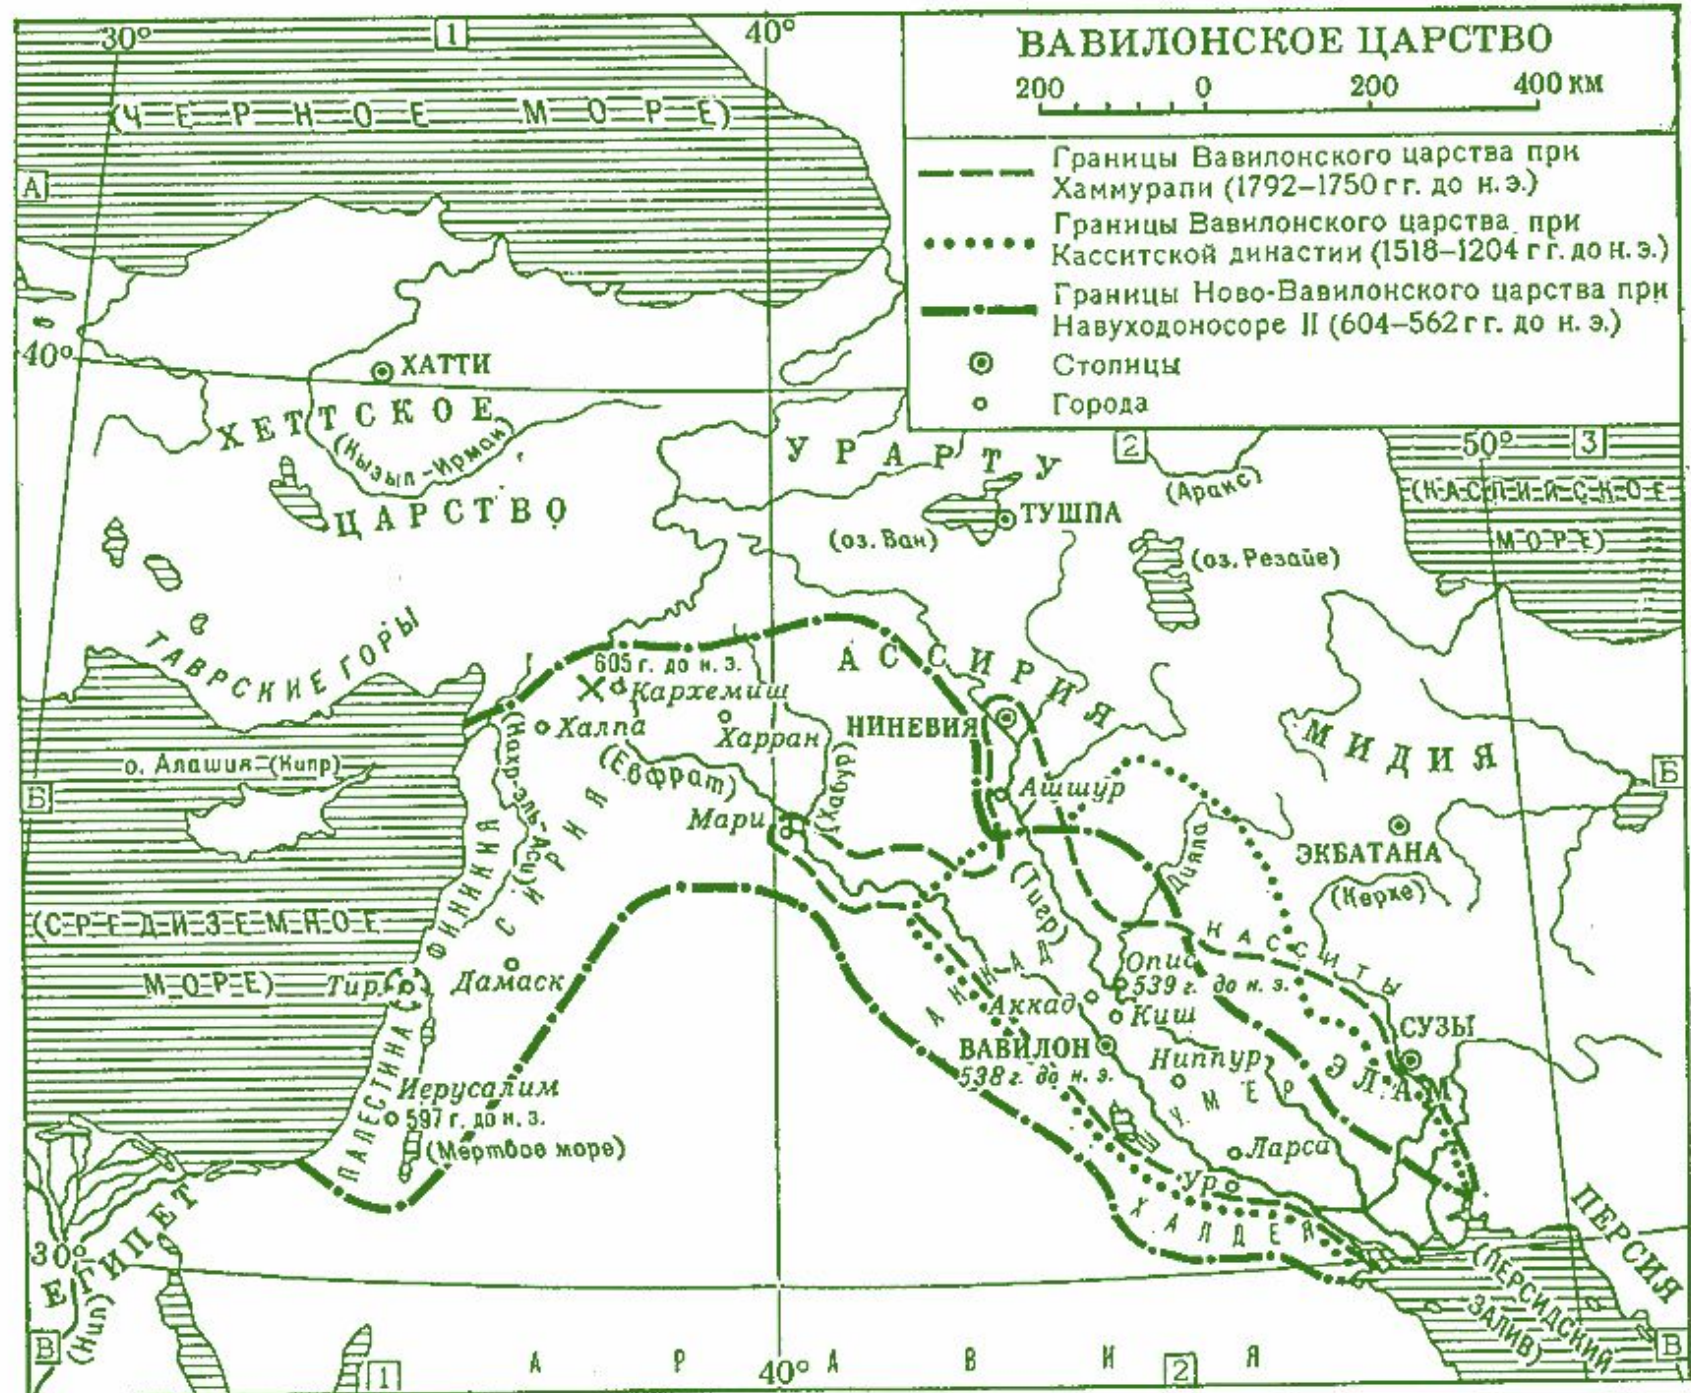 30°
1
40°
ВАВИЛОНСКОЕ ЦАРСТВО
200 0 200 400 км
(ЧЕРНОЕ МОРЕ)
А
Границы Вавилонского царства при
Хаммурапи (1792–1750 гг. до н.э.)
Границы Вавилонского царства при
Касситской династии (1518–1204 гг. до н.э.)
Границы Ново-Вавилонского царства при
Навуходоносоре II (604–562 гг. до н.э.)
Столицы
Города
40°
ХАТТИ
ХЕТТСКОЕ
(Кызыл-Ирмак)
ЦАРСТВО
УРАРТУ
2
50°
3
(Аракс)
(КАСПИЙСКОЕ
МОРЕ)
ТУШПА
(оз. Ван)
(оз. Резайе)
ТАВРСКИЕ ГОРЫ
АССИРИЯ
605 г. до н. э.
Кархемиш
Халпа
Харран
НИНЕВИЯ
МИДИЯ
о. Алашия (Кипр)
(Нахр-эль-Аси)
(Евфрат)
(Хабур)
Б
Б
Ашшур
Мари
СИРИЯ
ФИНИКИЯ
Дияла
ЭКБАТАНА
(Тигр)
(Керхе)
(СРЕДИЗЕМНОЕ
МОРЕ)
КАССИТЫ
АККАД
Тир
Дамаск
Опис
539 г. до н. э.
Аккад
Киш
СУЗЫ
ВАВИЛОН
538 г. до н. э.
Ниппур
ЭЛАМ
ПАЛЕСТИНА
Иерусалим
597 г. до н. э.
(Мертвое море)
УМЕР
Ларса
Ур
ХАЛДЕЯ
ПЕРСИЯ
30°
ЕГИПЕТ
(Нил)
(ПЕРСИДСКИЙ
ЗАЛИВ)
В
В
1
АРАВИЯ
40°
2